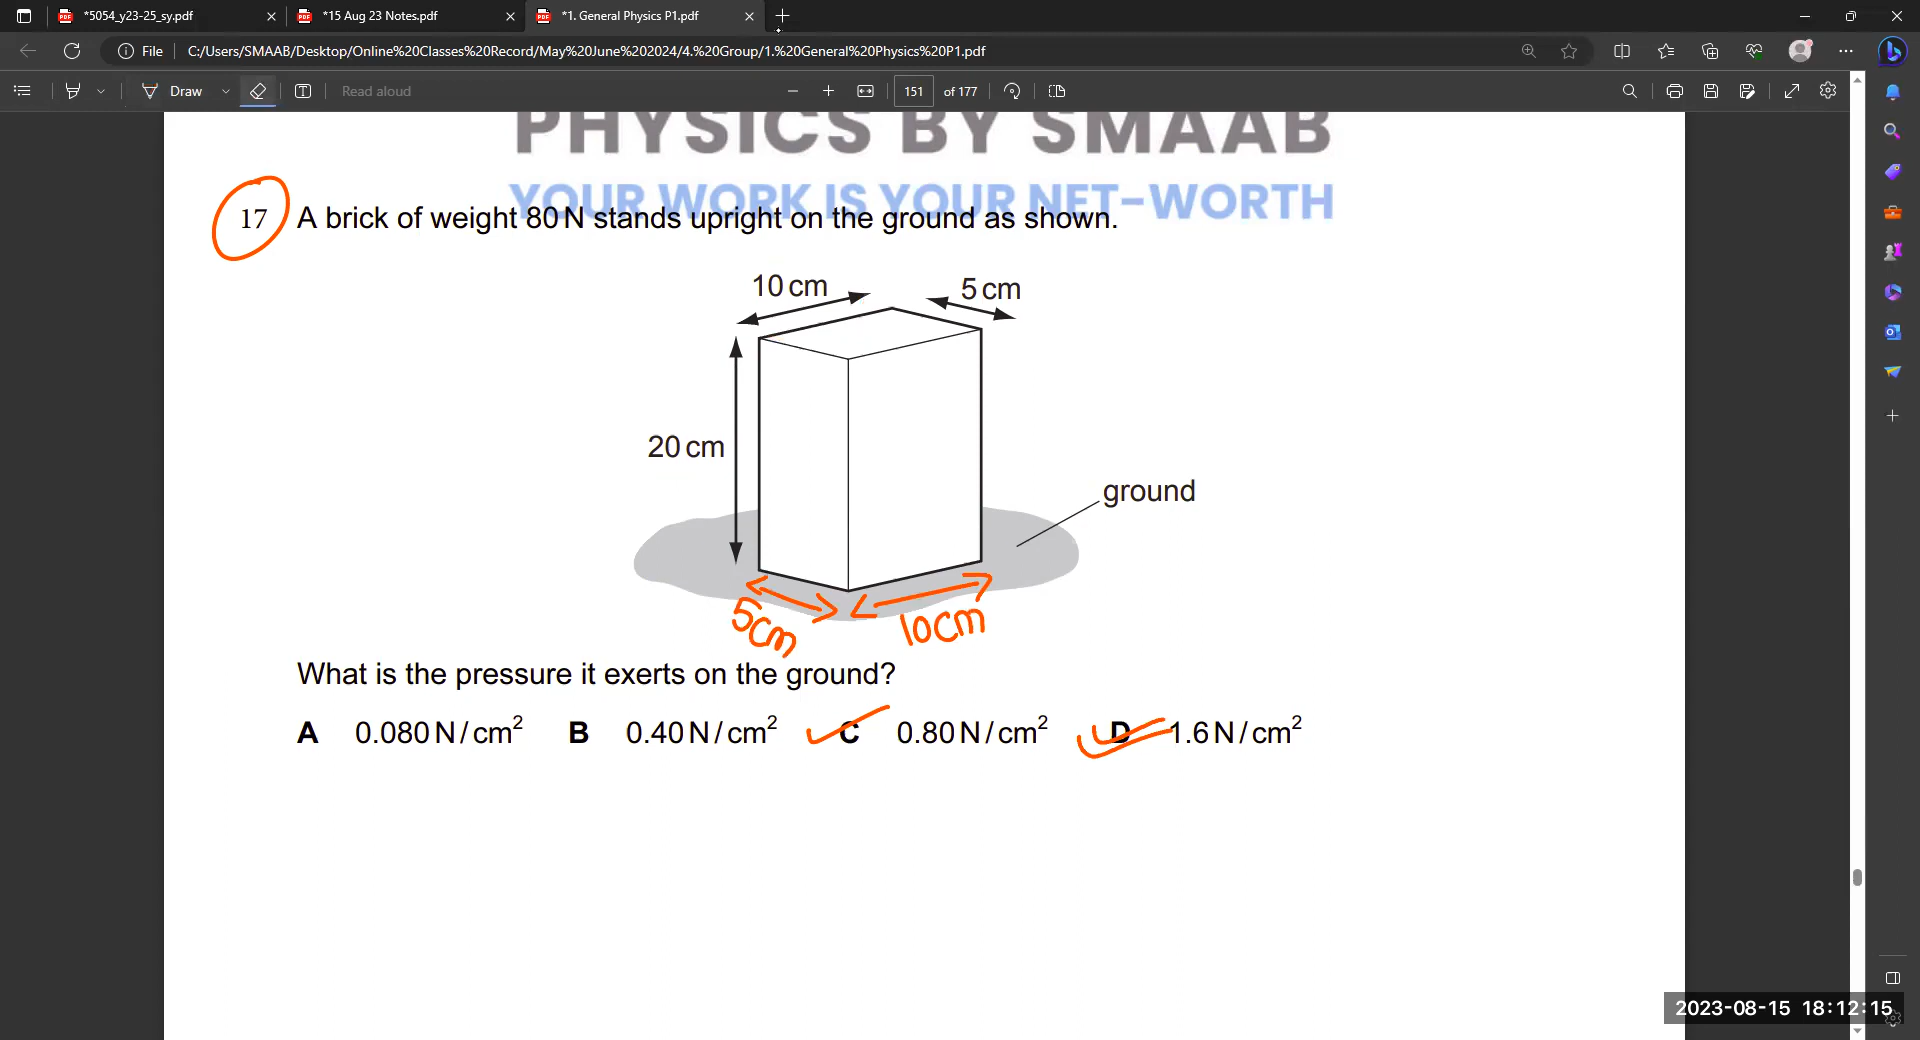 *5054_y23-25_sy.pdf
*15 Aug 23 Notes.pdf
*1. General Physics P1.pdf
File
C:/Users/SMAAB/Desktop/Online%20Classes%20Record/May%20June%202024/4.%20Group/1.%20General%20Physics%20P1.pdf
Draw
Read aloud
151 of 177
PHYSICS BY SMAAB
YOUR WORK IS YOUR NET-WORTH
17 A brick of weight 80 N stands upright on the ground as shown.
10 cm
5 cm
20 cm
ground
5cm
10cm
What is the pressure it exerts on the ground?
A 0.080 N / cm² B 0.40 N / cm² C 0.80 N / cm² D 1.6 N / cm²
2023-08-15 18:12:15